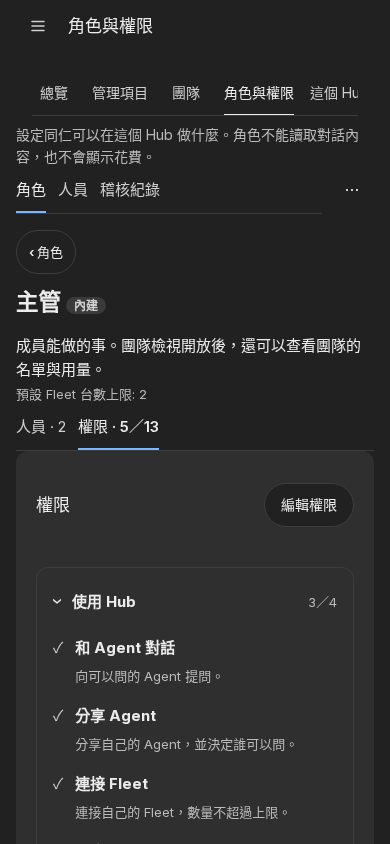 角色與權限
總覽 管理項目 團隊 角色與權限 這個 Hu
設定同仁可以在這個 Hub 做什麼。角色不能讀取對話內
容，也不會顯示花費。
角色 人員 稽核紀錄 ⋯
‹ 角色
主管 內建
成員能做的事。團隊檢視開放後，還可以查看團隊的
名單與用量。
預設 Fleet 台數上限: 2
人員 · 2 權限 · 5／13
權限 編輯權限
使用 Hub 3／4
✓ 和 Agent 對話
向可以問的 Agent 提問。
✓ 分享 Agent
分享自己的 Agent，並決定誰可以問。
✓ 連接 Fleet
連接自己的 Fleet，數量不超過上限。